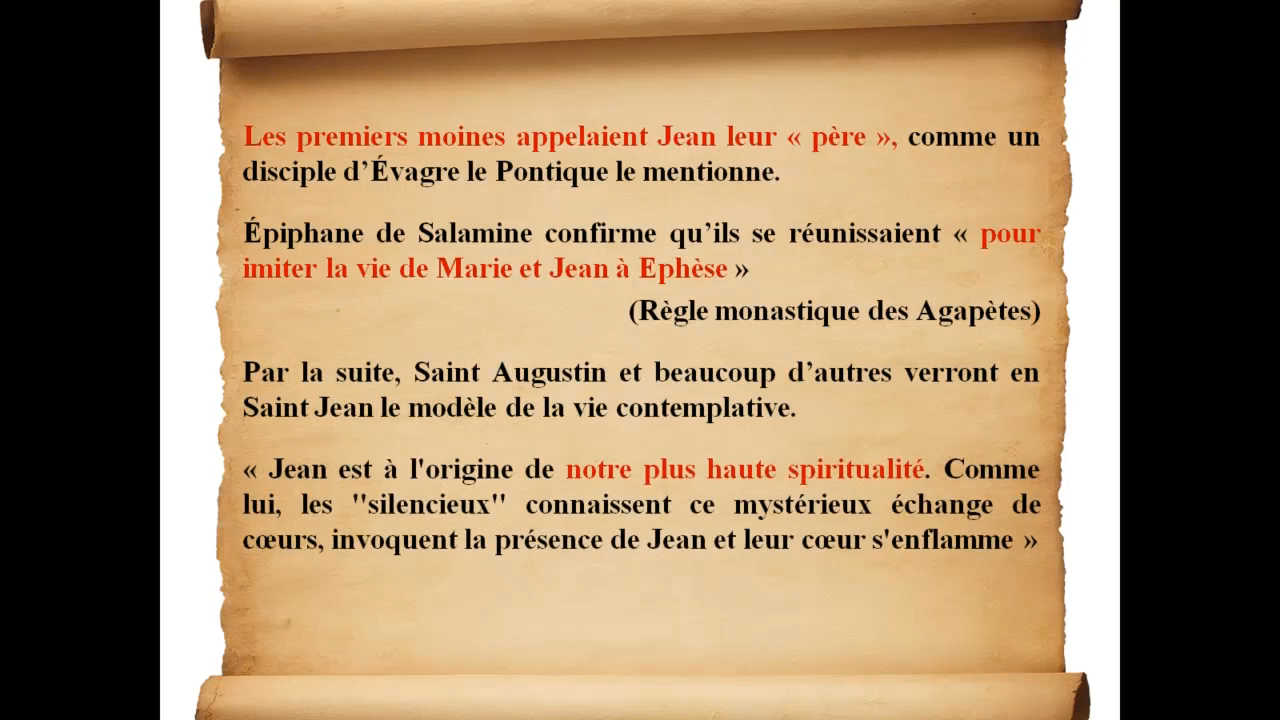 Les premiers moines appelaient Jean leur « père », comme un
disciple d’Évagre le Pontique le mentionne.
Épiphane de Salamine confirme qu’ils se réunissaient « pour
imiter la vie de Marie et Jean à Ephèse »
(Règle monastique des Agapètes)
Par la suite, Saint Augustin et beaucoup d’autres verront en
Saint Jean le modèle de la vie contemplative.
« Jean est à l'origine de notre plus haute spiritualité. Comme
lui, les "silencieux" connaissent ce mystérieux échange de
cœurs, invoquent la présence de Jean et leur cœur s'enflamme »